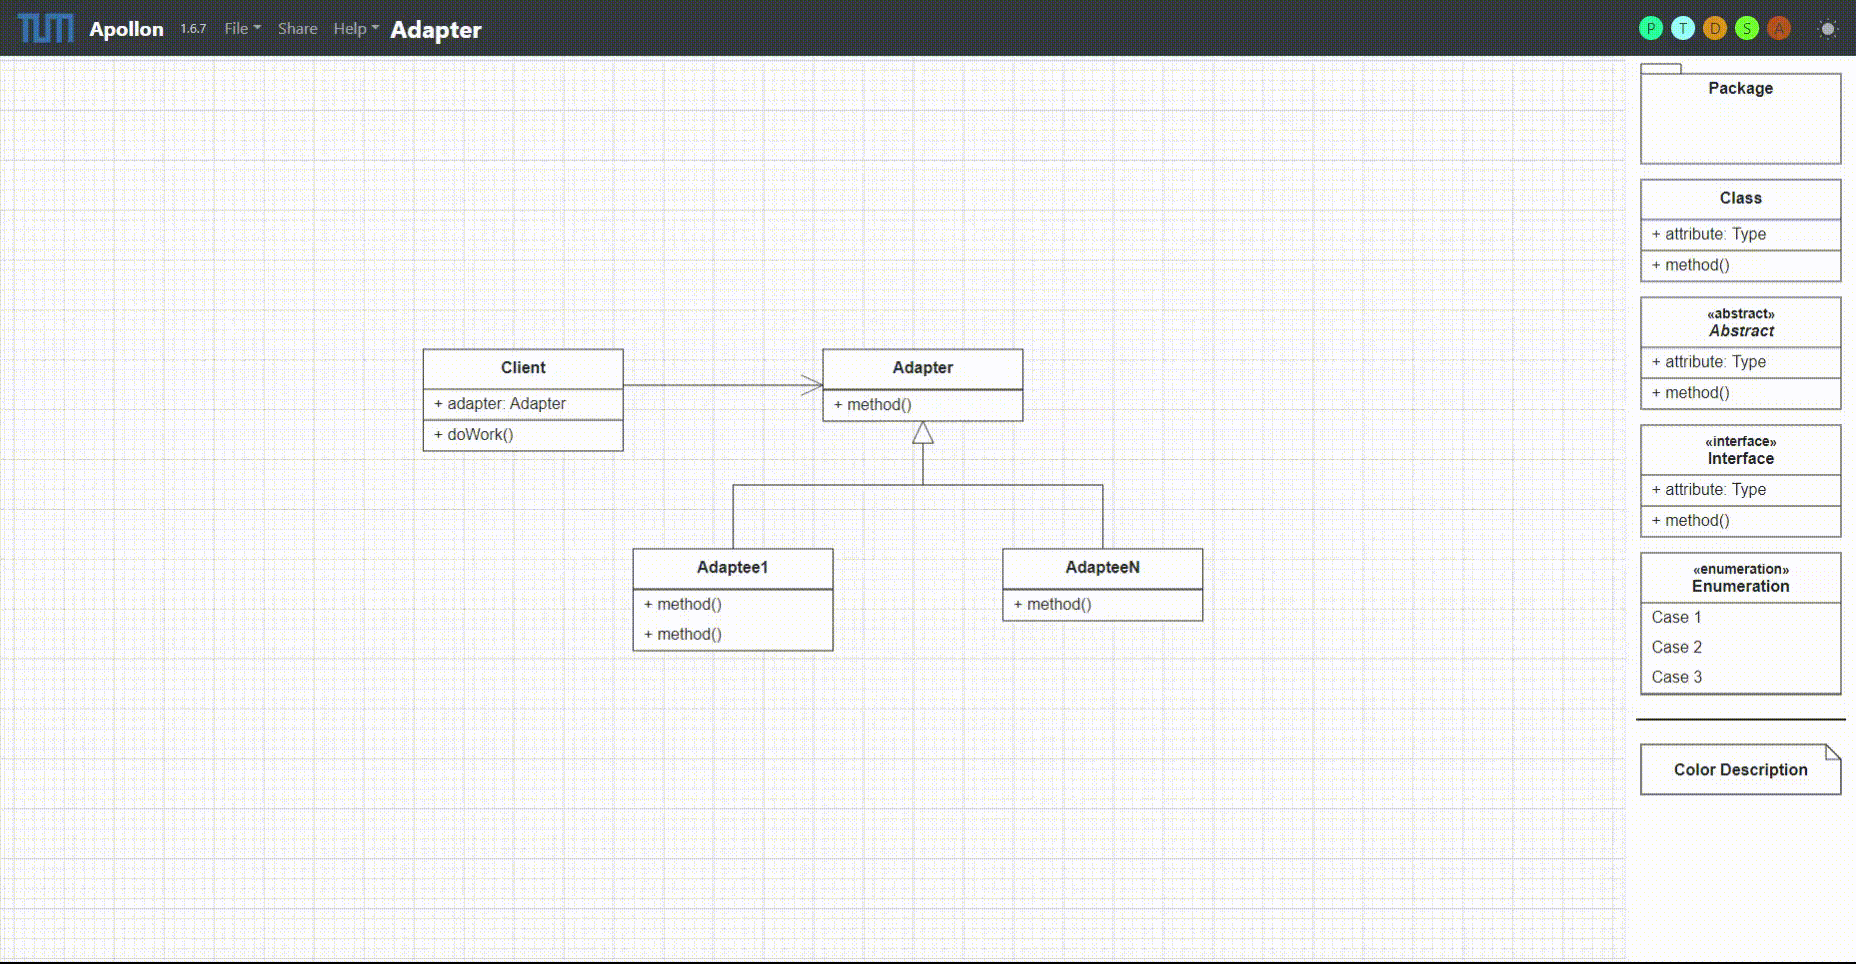 TUM Apollon 1.6.7 File Share Help Adapter P T D S A
Package
Class
+ attribute: Type
+ method()
«abstract»
Abstract
+ attribute: Type
+ method()
«interface»
Interface
+ attribute: Type
+ method()
«enumeration»
Enumeration
Case 1
Case 2
Case 3
Color Description
Client
+ adapter: Adapter
+ doWork()
Adapter
+ method()
Adaptee1
+ method()
+ method()
AdapteeN
+ method()